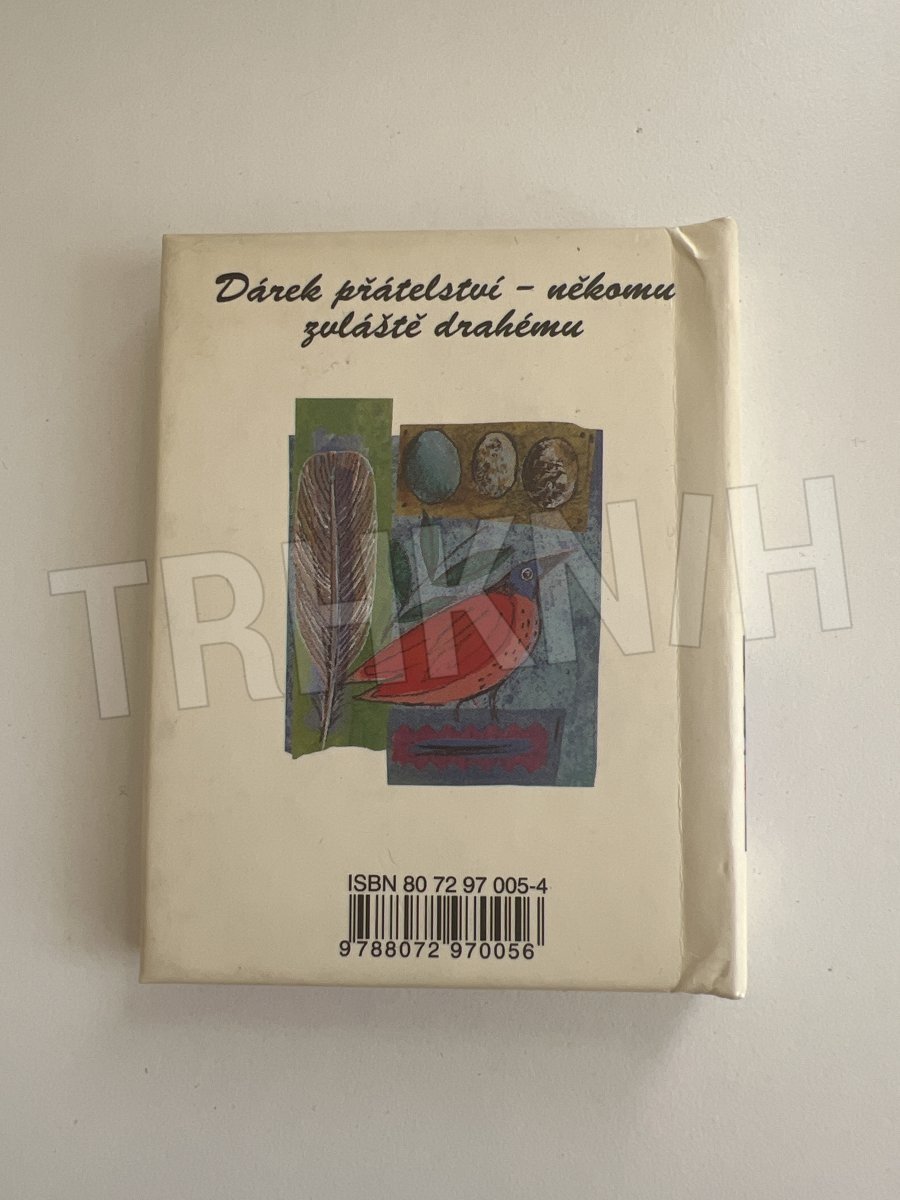 Dárek přátelství – někomu
zvláště drahému
TRHKNIH
ISBN 80 72 97 005-4
9 788072 970056